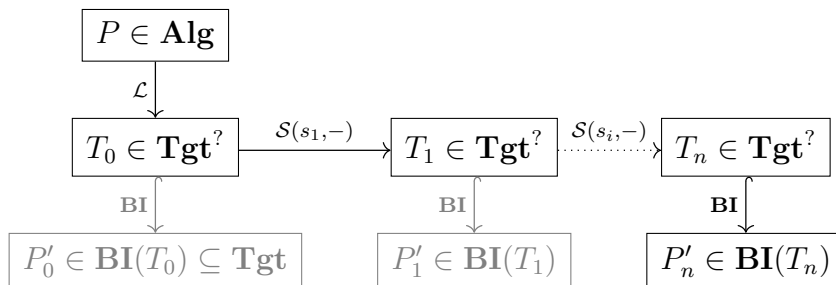 P ∈ Alg
ℒ
T₀ ∈ Tgt? 𝒮(s₁,−) T₁ ∈ Tgt? 𝒮(sᵢ,−) Tₙ ∈ Tgt?
BI BI BI
P′₀ ∈ BI(T₀) ⊆ Tgt P′₁ ∈ BI(T₁) P′ₙ ∈ BI(Tₙ)